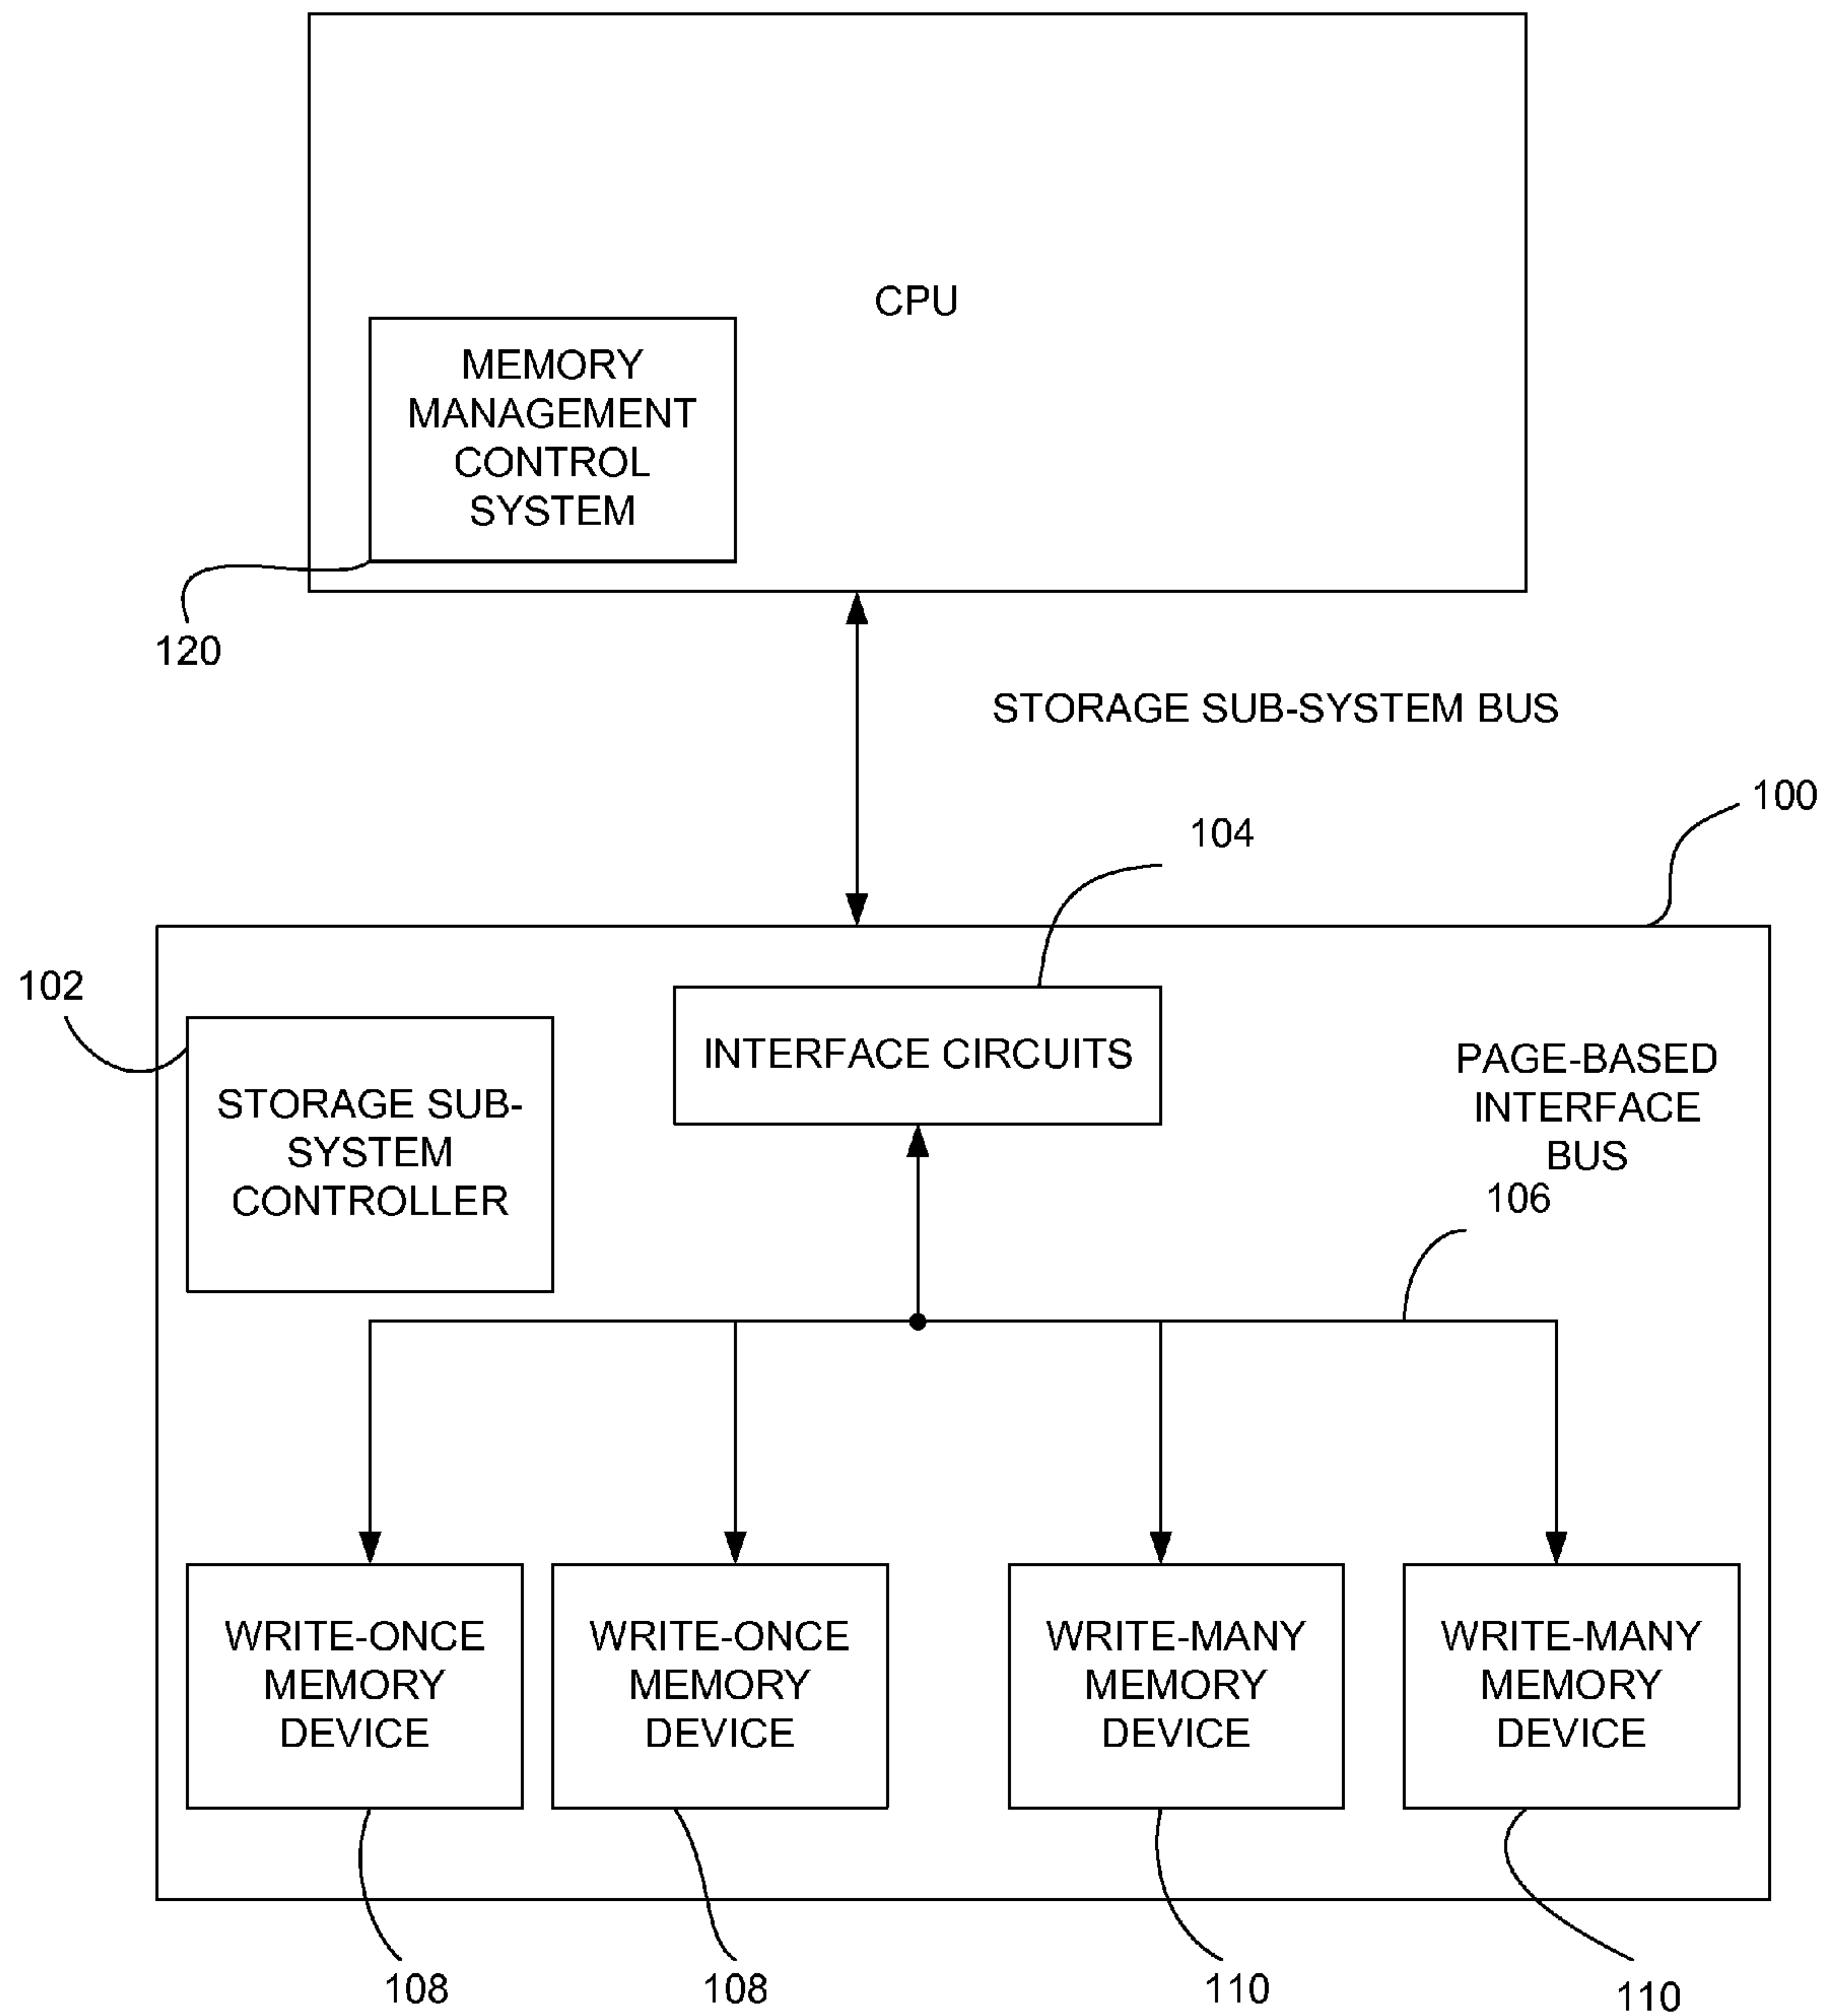 CPU
MEMORY
MANAGEMENT
CONTROL
SYSTEM
120
STORAGE SUB-SYSTEM BUS
100
104
102
INTERFACE CIRCUITS
PAGE-BASED
INTERFACE
BUS
106
STORAGE SUB-
SYSTEM
CONTROLLER
WRITE-ONCE
MEMORY
DEVICE
WRITE-ONCE
MEMORY
DEVICE
WRITE-MANY
MEMORY
DEVICE
WRITE-MANY
MEMORY
DEVICE
108
108
110
110